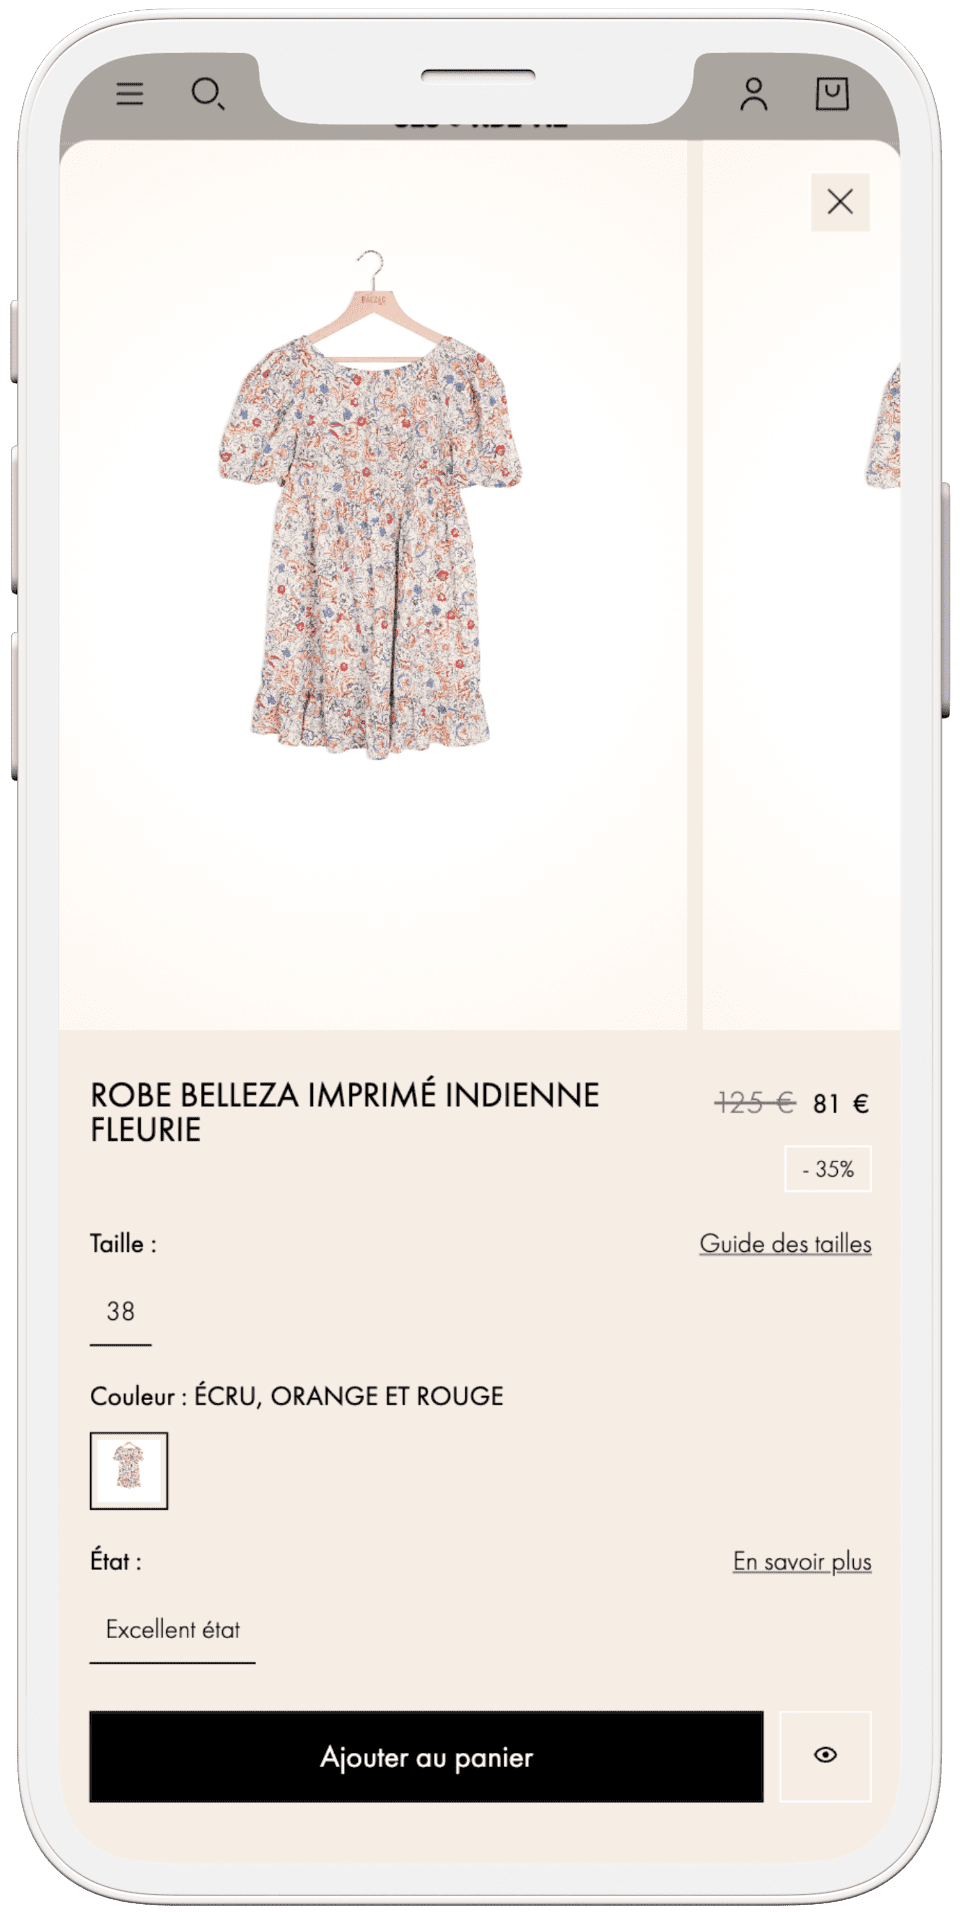 ROBE BELLEZA IMPRIMÉ INDIENNE
FLEURIE
125 € 81 €
- 35%
Taille :
Guide des tailles
38
Couleur : ÉCRU, ORANGE ET ROUGE
État :
En savoir plus
Excellent état
Ajouter au panier